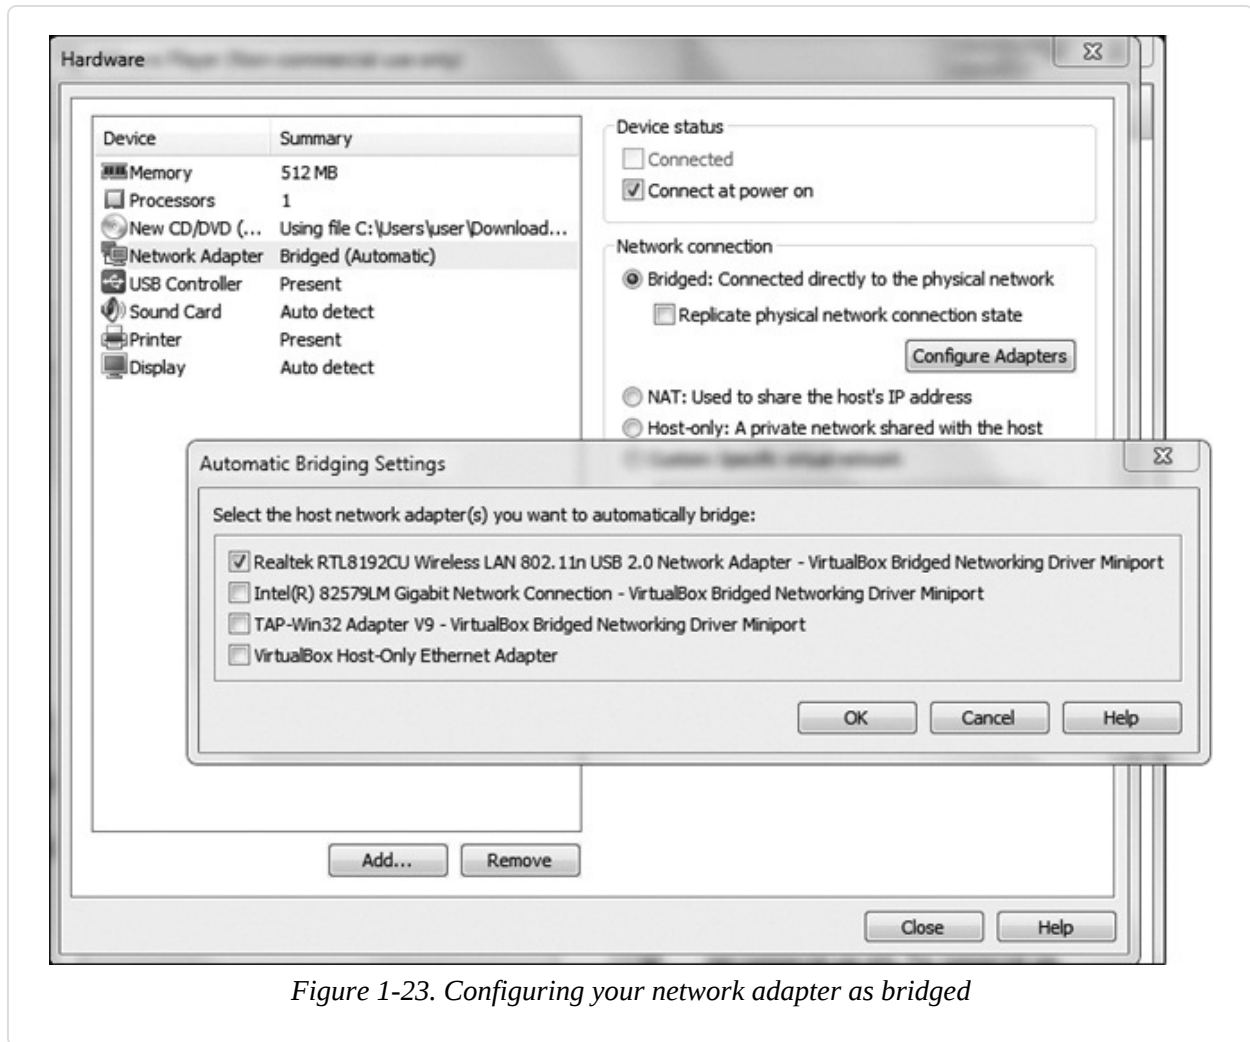 Hardware
Device Summary
Memory 512 MB
Processors 1
New CD/DVD (... Using file C:\Users\user\Download...
Network Adapter Bridged (Automatic)
USB Controller Present
Sound Card Auto detect
Printer Present
Display Auto detect
Add... Remove
Device status
Connected
Connect at power on
Network connection
Bridged: Connected directly to the physical network
Replicate physical network connection state
Configure Adapters
NAT: Used to share the host's IP address
Host-only: A private network shared with the host
Automatic Bridging Settings
Select the host network adapter(s) you want to automatically bridge:
Realtek RTL8192CU Wireless LAN 802.11n USB 2.0 Network Adapter - VirtualBox Bridged Networking Driver Miniport
Intel(R) 82579LM Gigabit Network Connection - VirtualBox Bridged Networking Driver Miniport
TAP-Win32 Adapter V9 - VirtualBox Bridged Networking Driver Miniport
VirtualBox Host-Only Ethernet Adapter
OK Cancel Help
Close Help
Figure 1-23. Configuring your network adapter as bridged